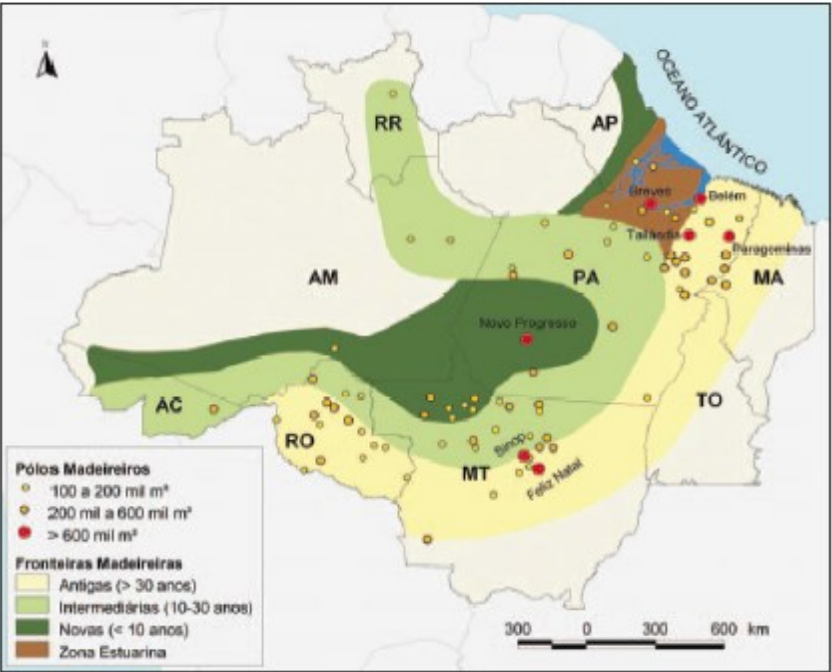 N
OCEANO ATLÂNTICO
RR
AP
Breves
Belém
Tailândia
Paragominas
AM
PA
MA
Novo Progresso
AC
TO
RO
Sinop
MT
Feliz Natal
Pólos Madeireiros
100 a 200 mil m³
200 mil a 600 mil m³
> 600 mil m³
Fronteiras Madeireiras
Antigas (> 30 anos)
Intermediárias (10-30 anos)
Novas (< 10 anos)
Zona Estuarina
300 0 300 600 km